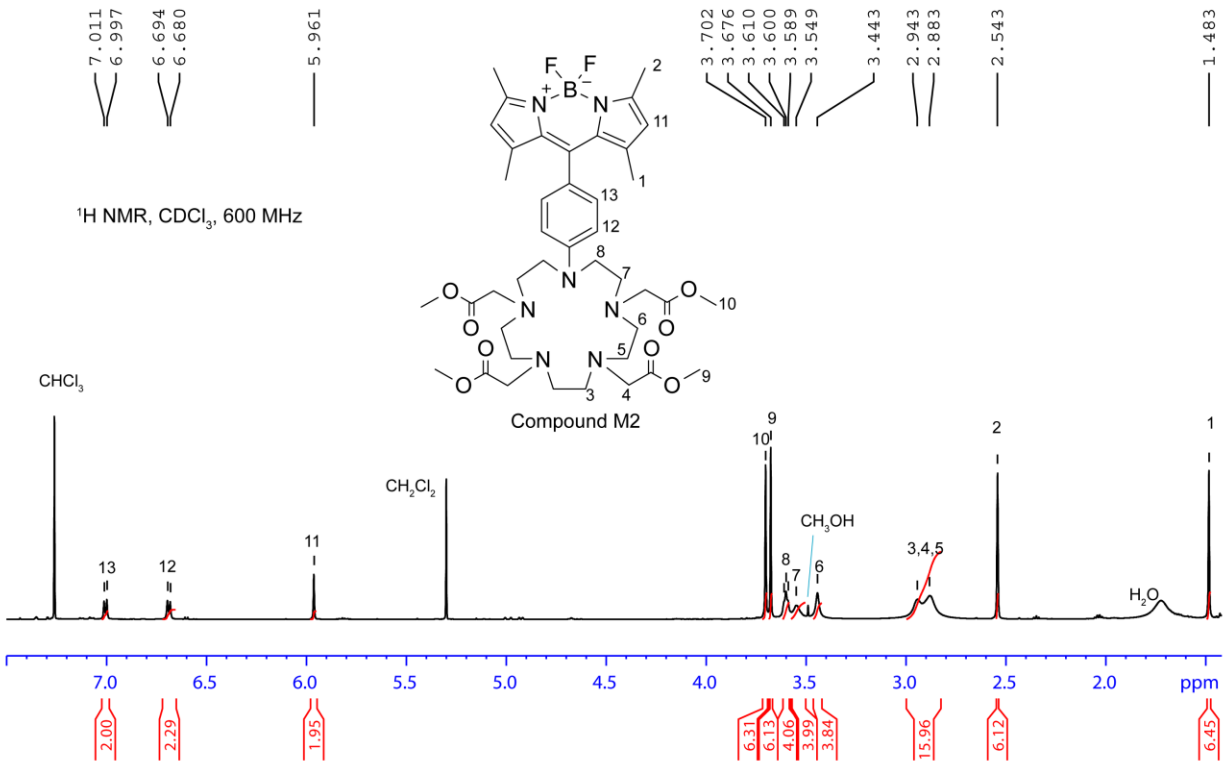 7.011
6.997
6.694
6.680
5.961
3.702
3.676
3.610
3.600
3.589
3.549
3.443
2.943
2.883
2.543
1.483
F F 2
N + B − N
11
1
13
12
¹H NMR, CDCl₃, 600 MHz
8
N 7
O O 10
N N
O O
6
5
O O
N N
O O 9
3 4
Compound M2
CHCl₃
CH₂Cl₂
CH₃OH
H₂O
13 12 11 10 9 8 7 6 3,4,5 2 1
7.0 6.5 6.0 5.5 5.0 4.5 4.0 3.5 3.0 2.5 2.0 ppm
2.00 2.29 1.95 6.31 6.13 4.06 3.99 3.84 15.96 6.12 6.45